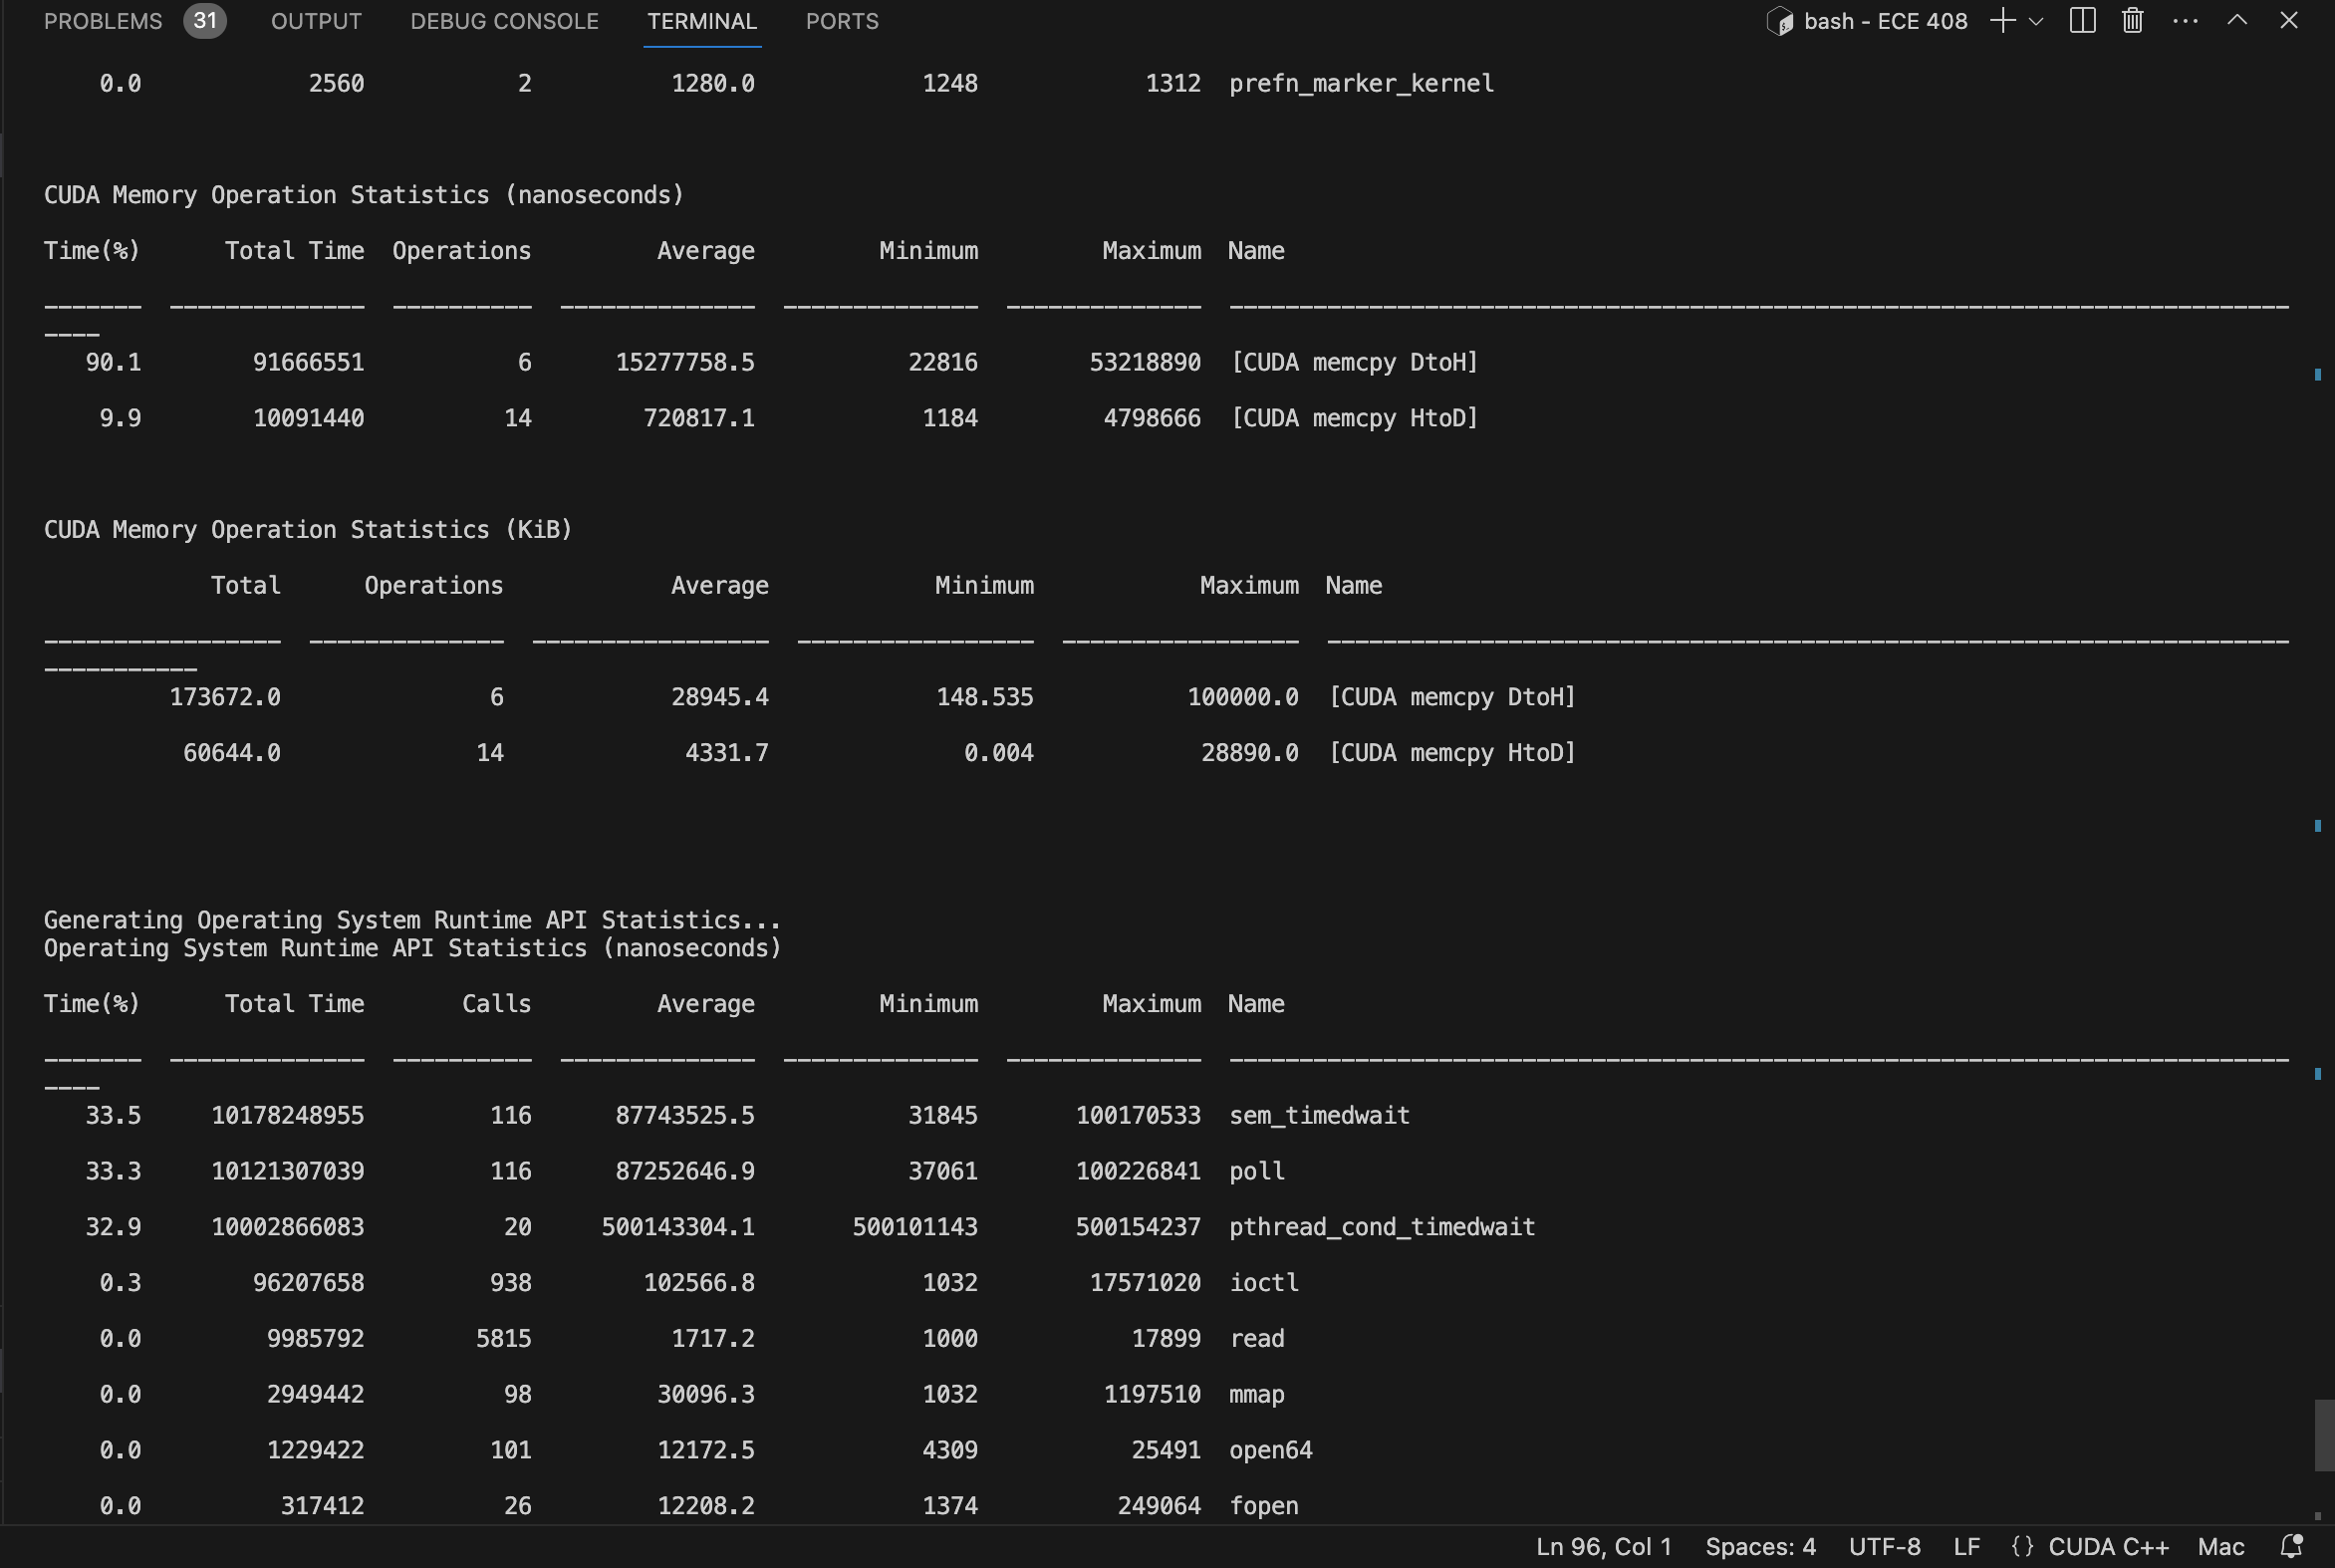 PROBLEMS 31 OUTPUT DEBUG CONSOLE TERMINAL PORTS bash - ECE 408
0.0 2560 2 1280.0 1248 1312 prefn_marker_kernel
CUDA Memory Operation Statistics (nanoseconds)
Time(%) Total Time Operations Average Minimum Maximum Name
------- -------------- ---------- -------------- -------------- -------------- ----------------------------------------------------------------------------
----
90.1 91666551 6 15277758.5 22816 53218890 [CUDA memcpy DtoH]
9.9 10091440 14 720817.1 1184 4798666 [CUDA memcpy HtoD]
CUDA Memory Operation Statistics (KiB)
Total Operations Average Minimum Maximum Name
----------------- -------------- ----------------- ----------------- ----------------- ---------------------------------------------------------------------
-----------
173672.0 6 28945.4 148.535 100000.0 [CUDA memcpy DtoH]
60644.0 14 4331.7 0.004 28890.0 [CUDA memcpy HtoD]
Generating Operating System Runtime API Statistics...
Operating System Runtime API Statistics (nanoseconds)
Time(%) Total Time Calls Average Minimum Maximum Name
------- -------------- ---------- -------------- -------------- -------------- ----------------------------------------------------------------------------
----
33.5 10178248955 116 87743525.5 31845 100170533 sem_timedwait
33.3 10121307039 116 87252646.9 37061 100226841 poll
32.9 10002866083 20 500143304.1 500101143 500154237 pthread_cond_timedwait
0.3 96207658 938 102566.8 1032 17571020 ioctl
0.0 9985792 5815 1717.2 1000 17899 read
0.0 2949442 98 30096.3 1032 1197510 mmap
0.0 1229422 101 12172.5 4309 25491 open64
0.0 317412 26 12208.2 1374 249064 fopen
Ln 96, Col 1 Spaces: 4 UTF-8 LF {} CUDA C++ Mac